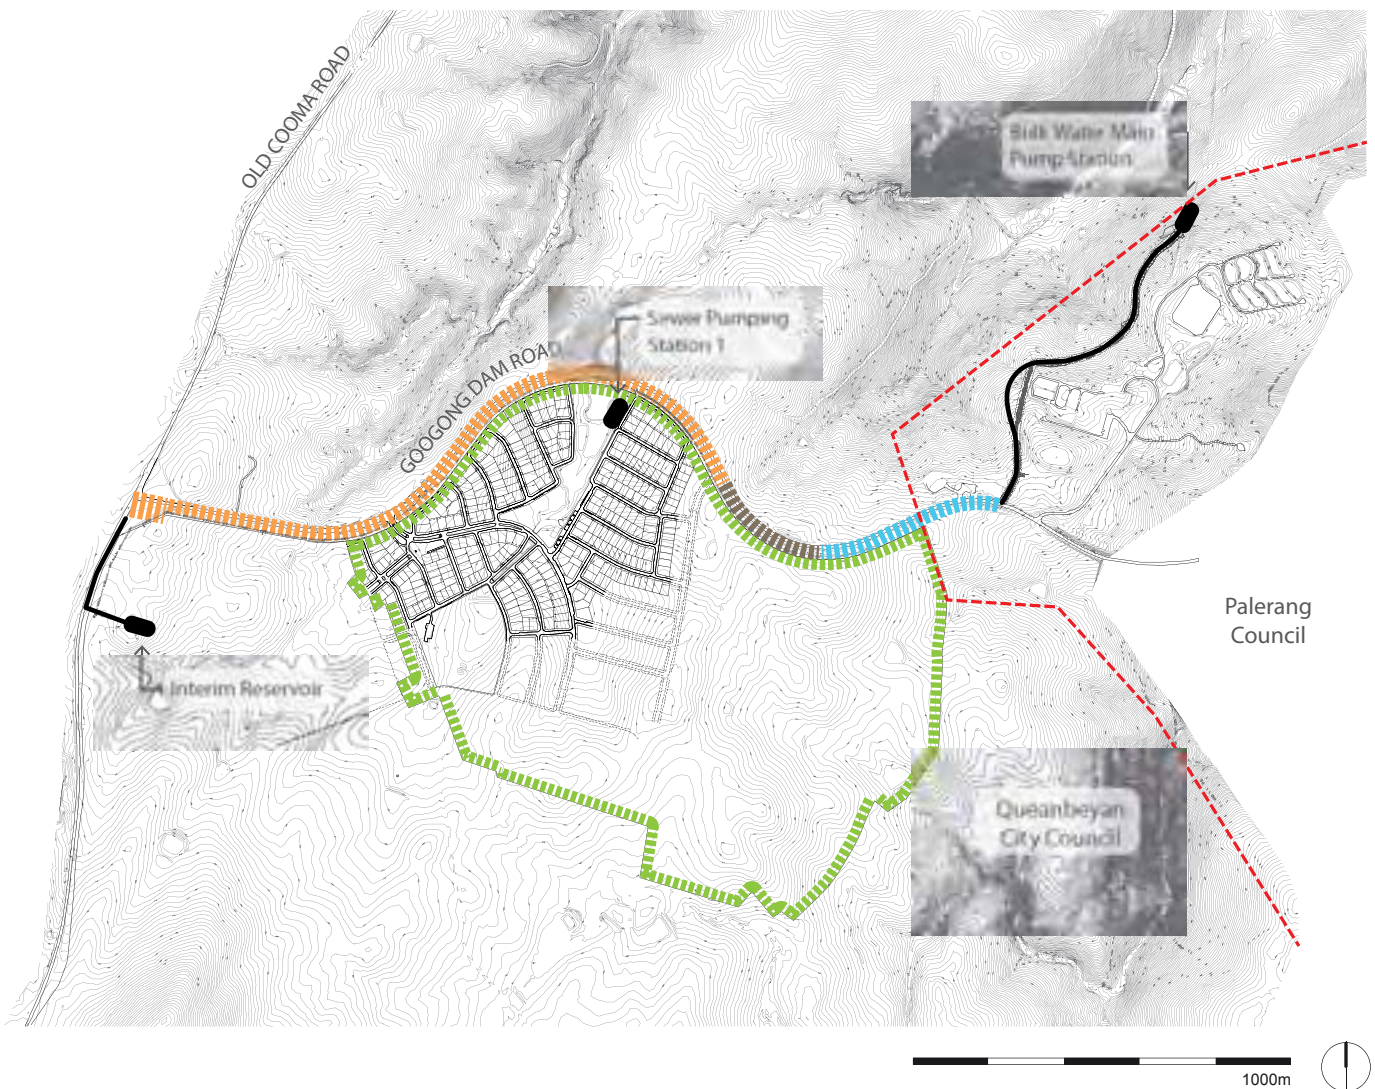 OLD COOMA ROAD
Bulk Water Main
Pump Station
Sewer Pumping
Station 1
GOOGONG DAM ROAD
Palerang
Council
Interim Reservoir
Queanbeyan
City Council
1000m